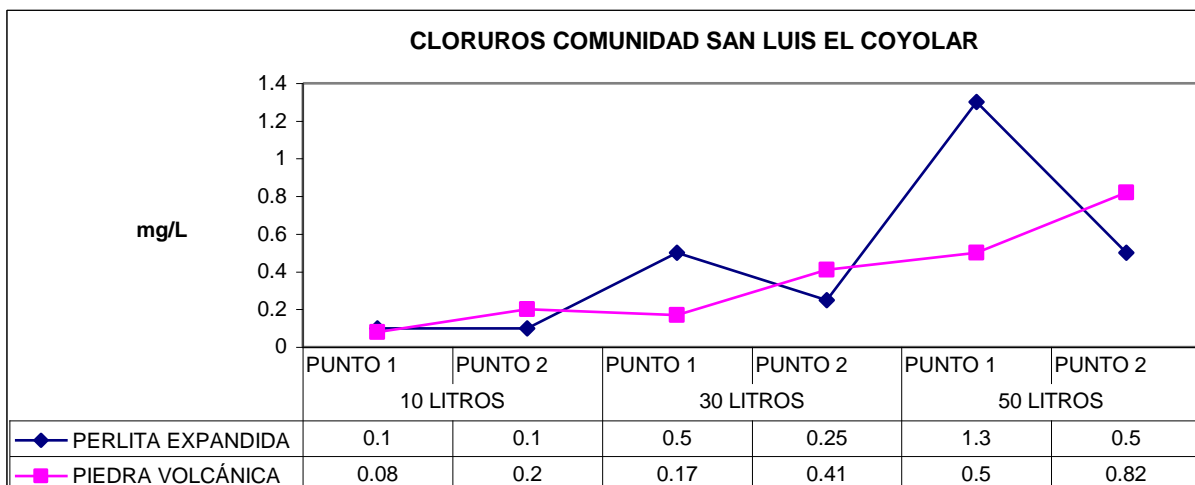 CLORUROS COMUNIDAD SAN LUIS EL COYOLAR
1.4
1.2
1
0.8
0.6
0.4
0.2
0
mg/L
PUNTO 1 PUNTO 2 PUNTO 1 PUNTO 2 PUNTO 1 PUNTO 2
10 LITROS 30 LITROS 50 LITROS
PERLITA EXPANDIDA 0.1 0.1 0.5 0.25 1.3 0.5
PIEDRA VOLCÁNICA 0.08 0.2 0.17 0.41 0.5 0.82